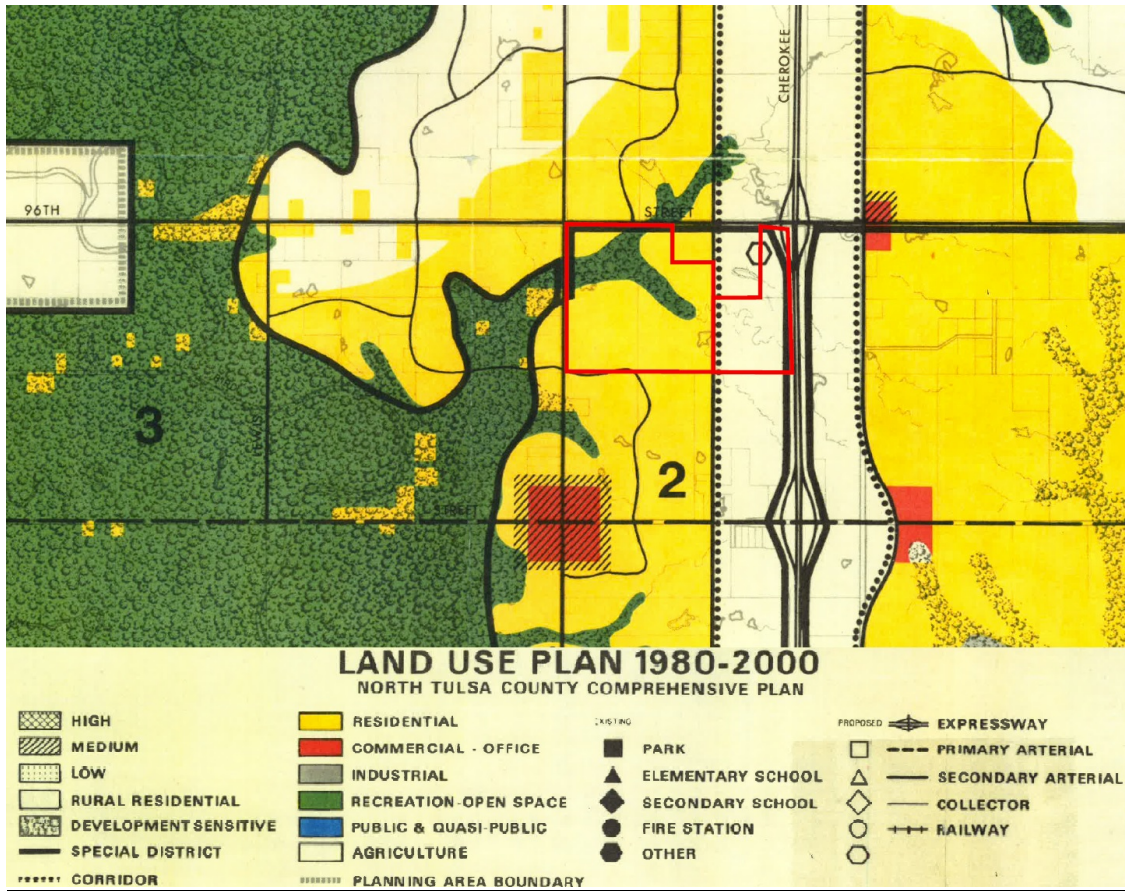 CHEROKEE
96TH
STREET
3
2
STREET
LAND USE PLAN 1980-2000
NORTH TULSA COUNTY COMPREHENSIVE PLAN
HIGH
MEDIUM
LOW
RURAL RESIDENTIAL
DEVELOPMENT SENSITIVE
SPECIAL DISTRICT
CORRIDOR
RESIDENTIAL
COMMERCIAL - OFFICE
INDUSTRIAL
RECREATION-OPEN SPACE
PUBLIC & QUASI-PUBLIC
AGRICULTURE
PLANNING AREA BOUNDARY
EXISTING
PARK
ELEMENTARY SCHOOL
SECONDARY SCHOOL
FIRE STATION
OTHER
PROPOSED
EXPRESSWAY
PRIMARY ARTERIAL
SECONDARY ARTERIAL
COLLECTOR
RAILWAY